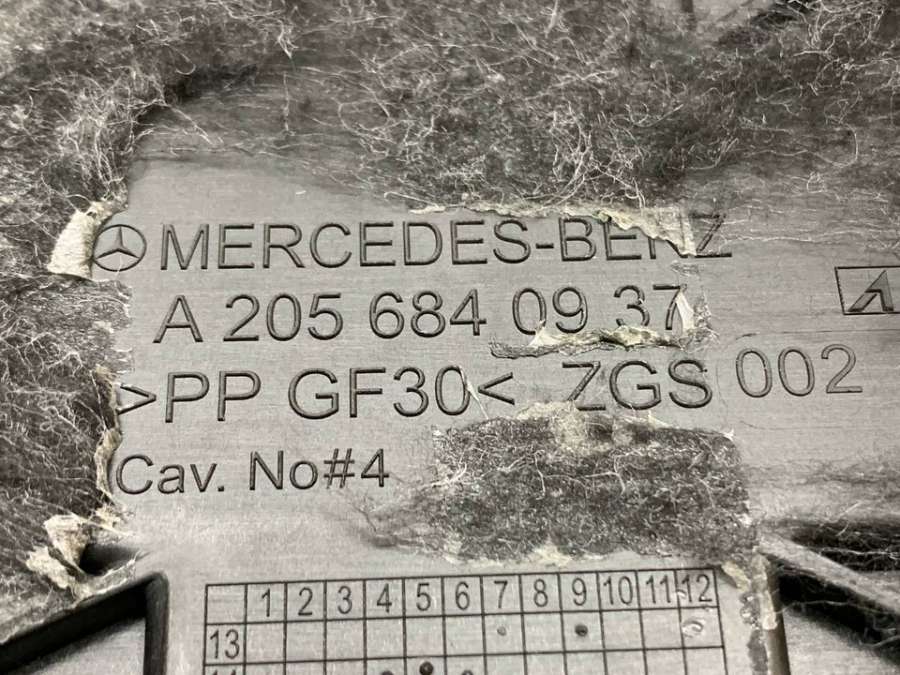 MERCEDES-BENZ
A 205 684 09 37
>PP GF30< ZGS 002
Cav. No#4
1 2 3 4 5 6 7 8 9 10 11 12
13